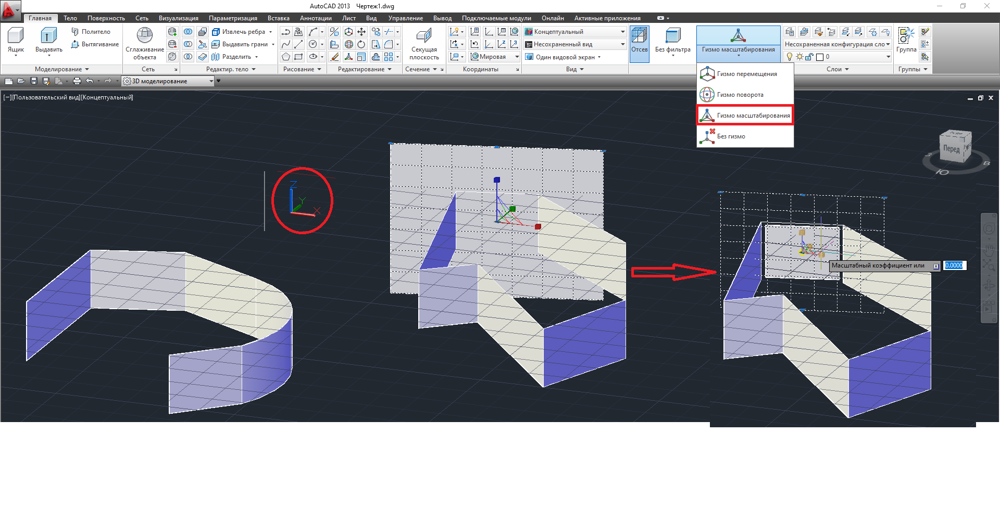 AutoCAD 2013 Чертеж1.dwg
Главная Тело Поверхность Сеть Визуализация Параметризация Вставка Аннотации Лист Вид Управление Вывод Подключаемые модули Онлайн Активные приложения
Ящик
Выдавить
Политело
Вытягивание
Моделирование
Сглаживание
объекта
Сеть
Извлечь ребра
Выдавить грани
Разделить
Редактир. тело
Рисование
Редактирование
Секущая
плоскость
Сечение
Мировая
Координаты
Концептуальный
Несохраненный вид
Один видовой экран
Вид
Отсев
Без фильтра
Гизмо масштабирования
Несохраненная конфигурация сло
0
Слои
Группа
Группы
3D моделирование
Гизмо перемещения
Гизмо поворота
Гизмо масштабирования
Без гизмо
[−][Пользовательский вид][Концептуальный]
Перед
З
Ю
В
Z
Y
X
Масштабный коэффициент или
0.0000